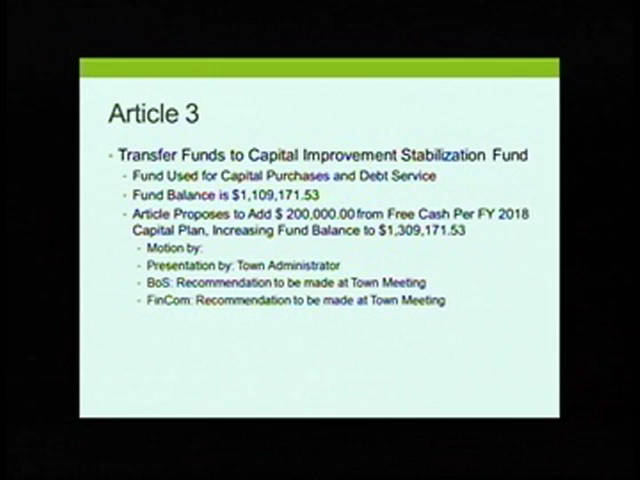 Article 3
Transfer Funds to Capital Improvement Stabilization Fund
Fund Used for Capital Purchases and Debt Service
Fund Balance is $1,109,171.53
Article Proposes to Add $ 200,000.00 from Free Cash Per FY 2018
Capital Plan, Increasing Fund Balance to $1,309,171.53
Motion by:
Presentation by: Town Administrator
BoS: Recommendation to be made at Town Meeting
FinCom: Recommendation to be made at Town Meeting